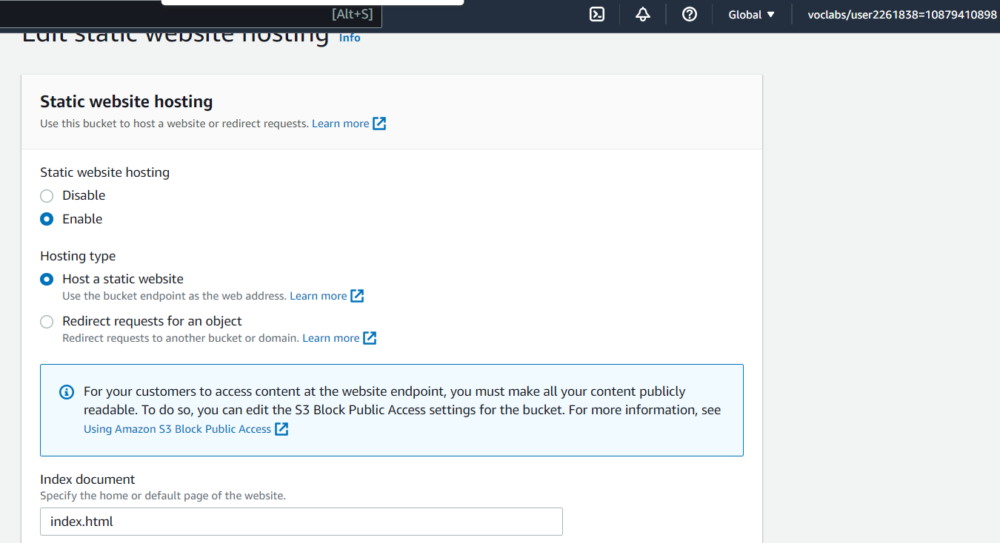 [Alt+S]
Global ▼
voclabs/user2261838=10879410898
Edit static website hosting Info
Static website hosting
Use this bucket to host a website or redirect requests. Learn more
Static website hosting
Disable
Enable
Hosting type
Host a static website
Use the bucket endpoint as the web address. Learn more
Redirect requests for an object
Redirect requests to another bucket or domain. Learn more
For your customers to access content at the website endpoint, you must make all your content publicly
readable. To do so, you can edit the S3 Block Public Access settings for the bucket. For more information, see
Using Amazon S3 Block Public Access
Index document
Specify the home or default page of the website.
index.html